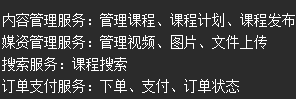 内容管理服务：管理课程、课程计划、课程发布
媒资管理服务：管理视频、图片、文件上传
搜索服务：课程搜索
订单支付服务：下单、支付、订单状态